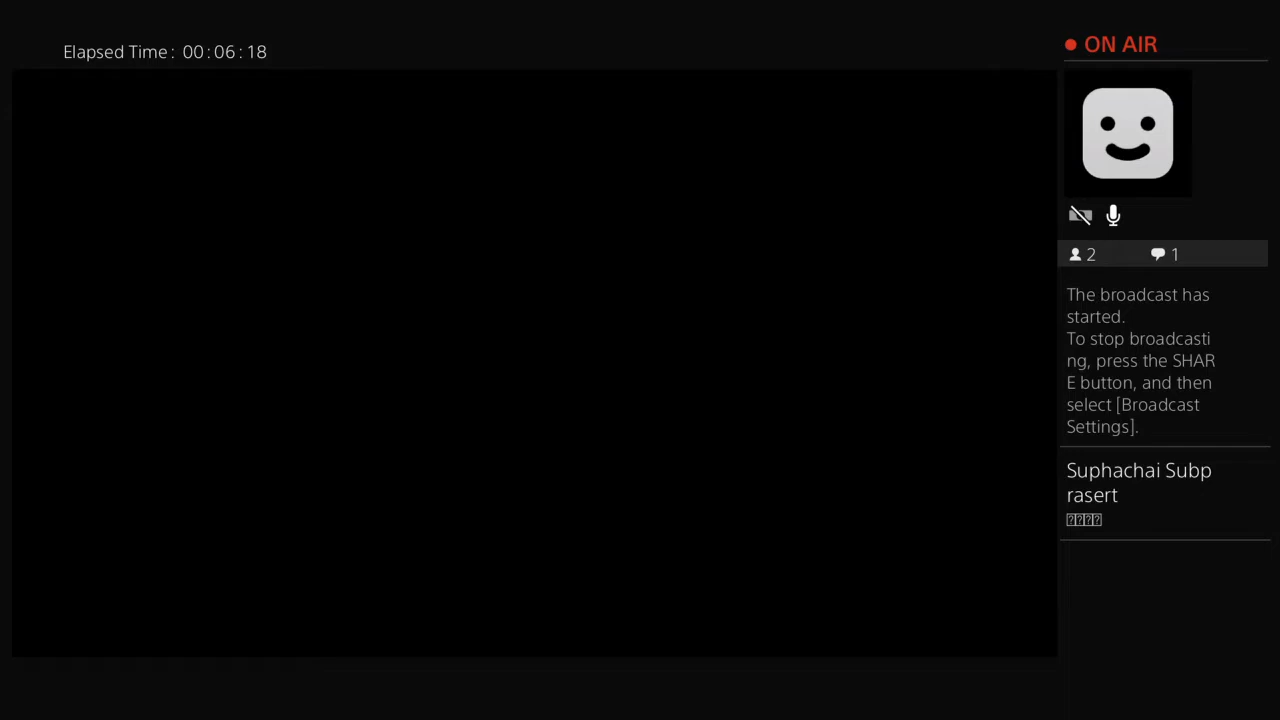 Elapsed Time: 00:06:18
ON AIR
2 1
The broadcast has
started.
To stop broadcasti
ng, press the SHAR
E button, and then
select [Broadcast
Settings].
Suphachai Subp
rasert